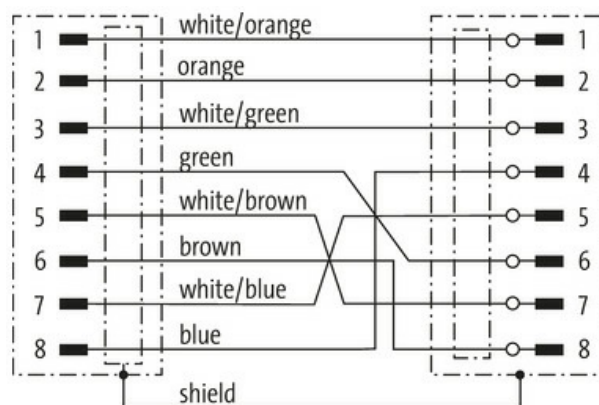 1 white/orange 1
2 orange 2
3 white/green 3
4 green 4
5 white/brown 5
6 brown 6
7 white/blue 7
8 blue 8
shield